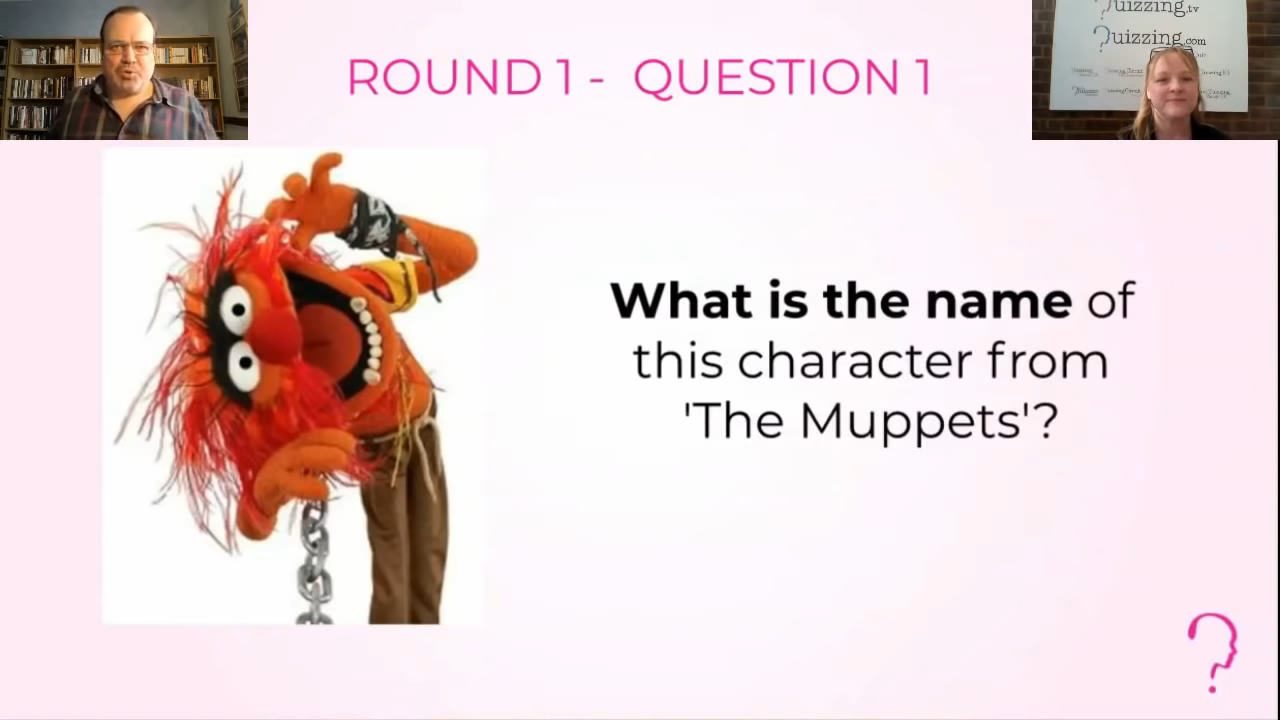 ROUND 1 - QUESTION 1
?uizzing.tv
?uizzing.com
What is the name of
this character from
'The Muppets'?